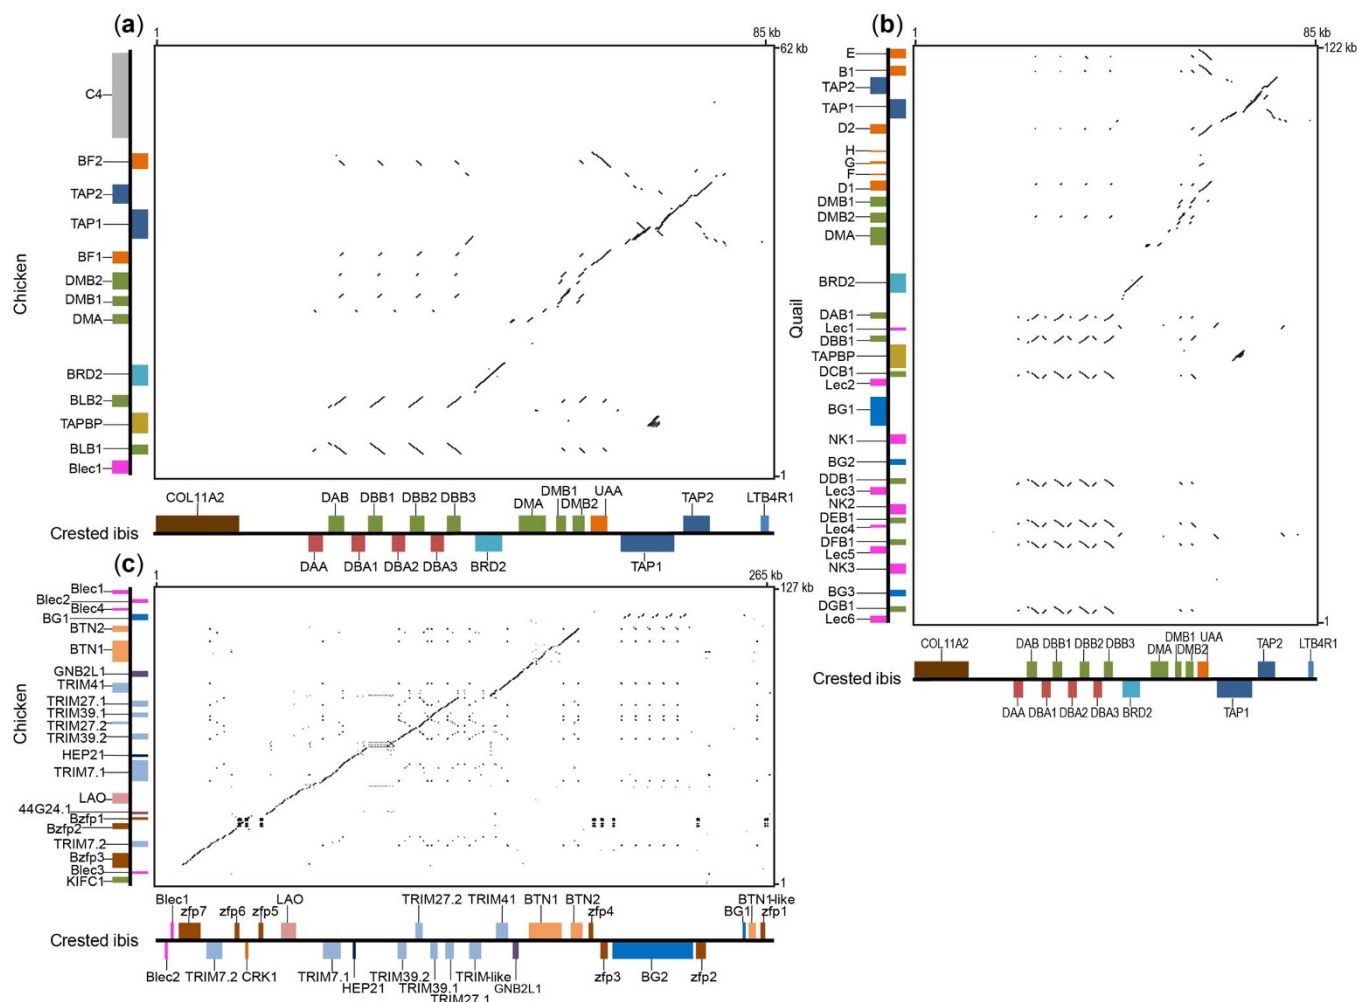 (a)
1
85 kb
62 kb
C4
BF2
TAP2
TAP1
BF1
DMB2
DMB1
DMA
BRD2
BLB2
TAPBP
BLB1
Blec1
Chicken
1
COL11A2
DAB
DBB1
DBB2
DBB3
DMA
DMB1
DMB2
UAA
TAP2
LTB4R1
Crested ibis
DAA
DBA1
DBA2
DBA3
BRD2
TAP1
(b)
1
85 kb
122 kb
E
B1
TAP2
TAP1
D2
H
G
F
D1
DMB1
DMB2
DMA
BRD2
DAB1
Lec1
DBB1
TAPBP
DCB1
Lec2
BG1
NK1
BG2
DDB1
Lec3
NK2
DEB1
Lec4
DFB1
Lec5
NK3
BG3
DGB1
Lec6
Quail
1
COL11A2
DAB
DBB1
DBB2
DBB3
DMA
DMB1
DMB2
UAA
TAP2
LTB4R1
Crested ibis
DAA
DBA1
DBA2
DBA3
BRD2
TAP1
(c)
1
265 kb
127 kb
Blec1
Blec2
Blec4
BG1
BTN2
BTN1
GNB2L1
TRIM41
TRIM27.1
TRIM39.1
TRIM27.2
TRIM39.2
HEP21
TRIM7.1
LAO
44G24.1
Bzfp1
Bzfp2
TRIM7.2
Bzfp3
Blec3
KIFC1
Chicken
1
Blec1
zfp7
zfp6
zfp5
LAO
TRIM27.2
TRIM41
BTN1
BTN2
zfp4
BG1
BTN1-like
zfp1
Crested ibis
Blec2
TRIM7.2
CRK1
TRIM7.1
HEP21
TRIM39.2
TRIM39.1
TRIM27.1
TRIM-like
GNB2L1
zfp3
BG2
zfp2